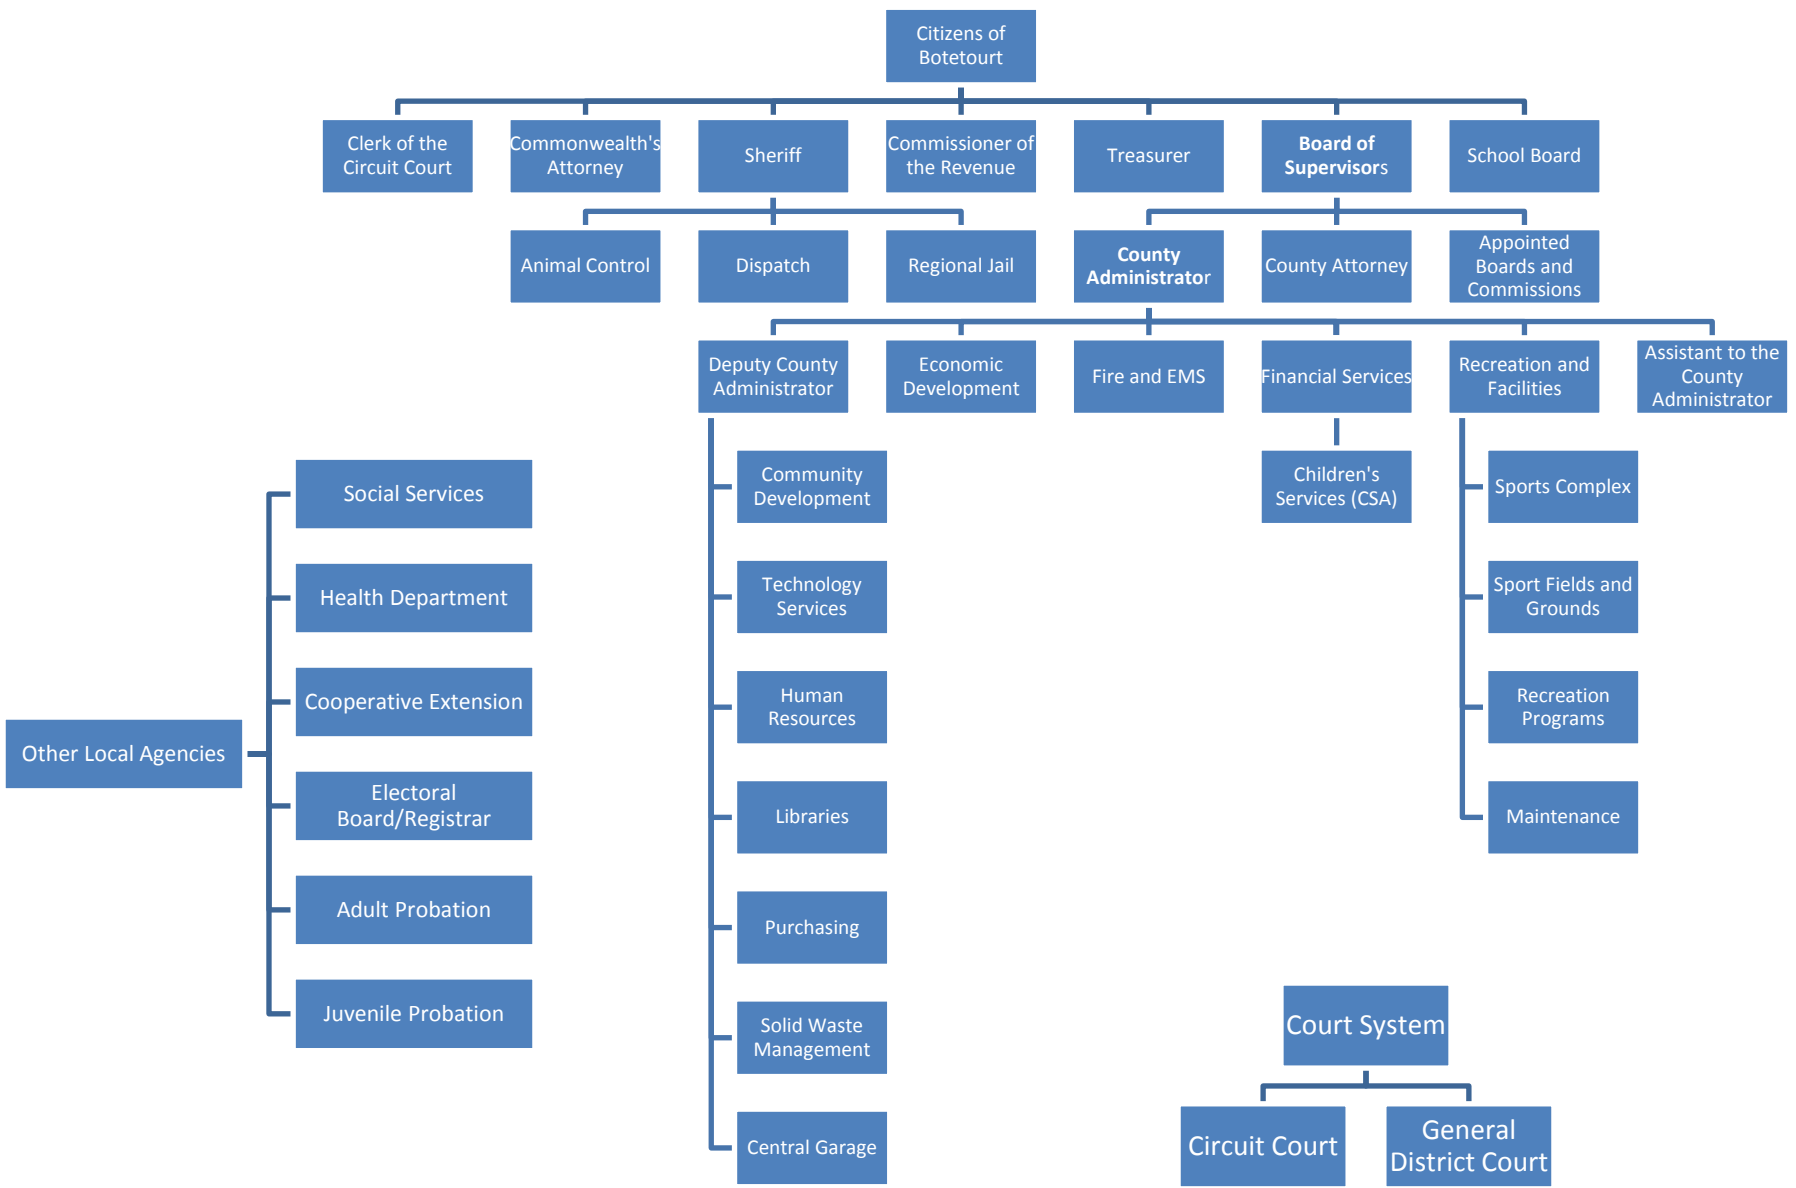 Citizens of
Botetourt
Clerk of the
Circuit Court
Commonwealth's
Attorney
Sheriff
Commissioner of
the Revenue
Treasurer
Board of
Supervisors
School Board
Animal Control
Dispatch
Regional Jail
County
Administrator
County Attorney
Appointed
Boards and
Commissions
Deputy County
Administrator
Economic
Development
Fire and EMS
Financial Services
Recreation and
Facilities
Assistant to the
County
Administrator
Community
Development
Technology
Services
Human
Resources
Libraries
Purchasing
Solid Waste
Management
Central Garage
Children's
Services (CSA)
Sports Complex
Sport Fields and
Grounds
Recreation
Programs
Maintenance
Other Local Agencies
Social Services
Health Department
Cooperative Extension
Electoral
Board/Registrar
Adult Probation
Juvenile Probation
Court System
Circuit Court
General
District Court